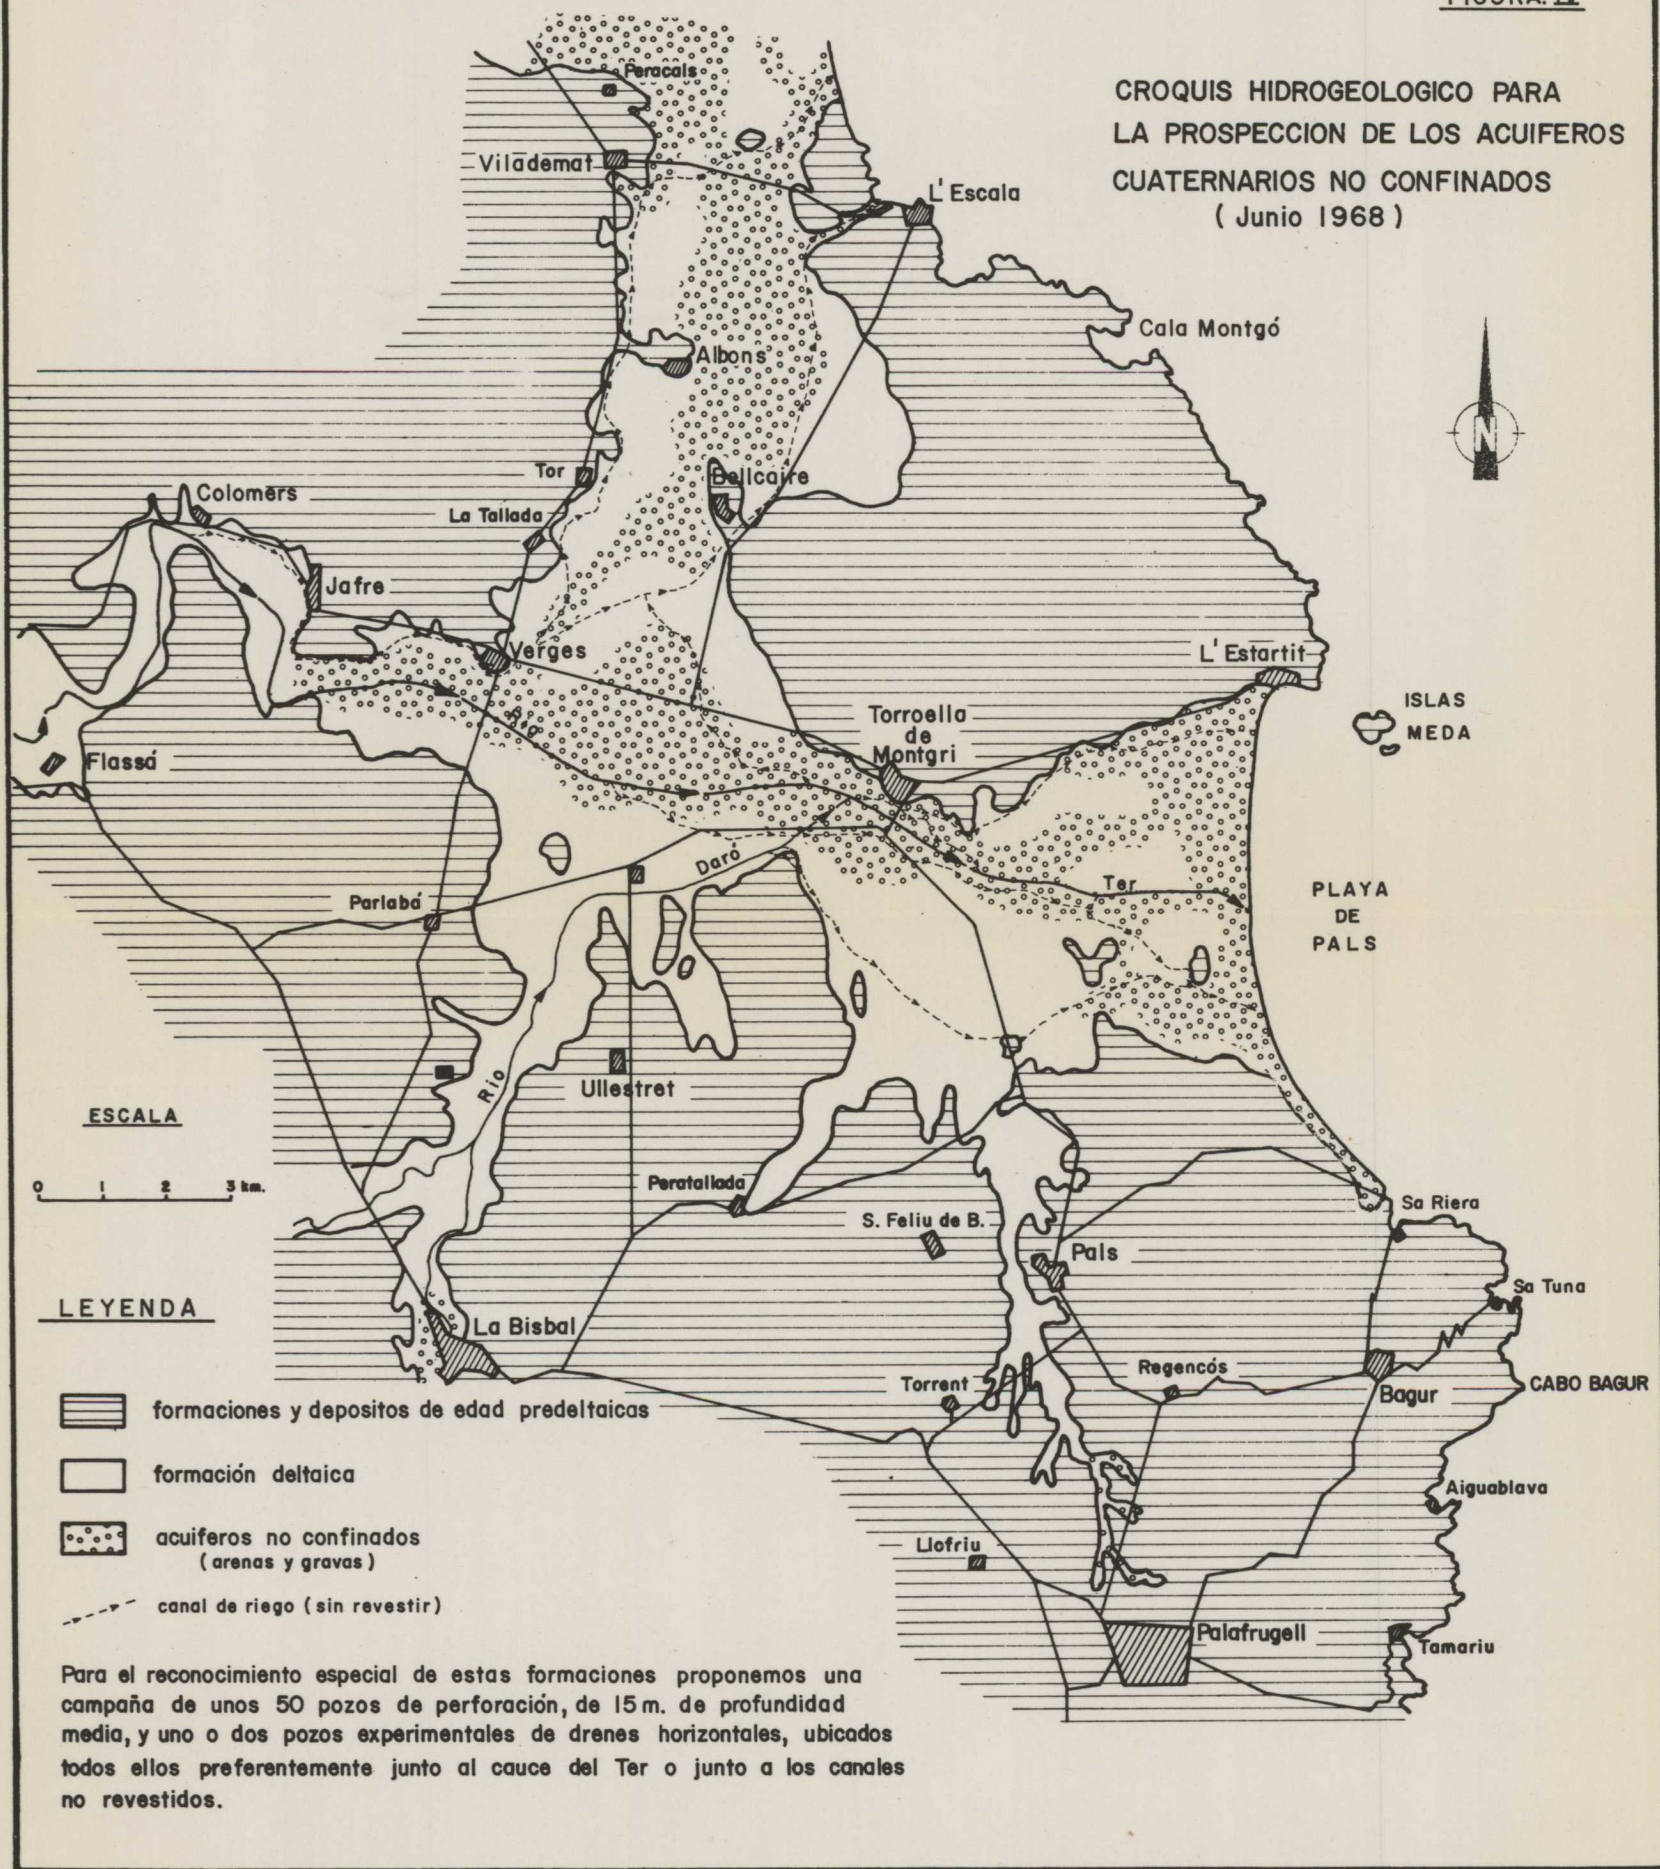 CROQUIS HIDROGEOLOGICO PARA
LA PROSPECCION DE LOS ACUIFEROS
CUATERNARIOS NO CONFINADOS
( Junio 1968 )
Peracals
Vilademat
L'Escala
Cala Montgó
Albons
N
Tor
Bellcaire
Colomers
La Tallada
Jafre
Verges
L'Estartit
ISLAS
MEDA
Torroella
de
Montgri
Rio
Flassá
Daró
Ter
PLAYA
DE
PALS
Parlabá
Rio
Ullestret
ESCALA
0 1 2 3 km.
Peratallada
S. Feliu de B.
Sa Riera
Pals
Sa Tuna
LEYENDA
La Bisbal
Regencós
Torrent
Bagur
CABO BAGUR
formaciones y depositos de edad predeltaicas
formación deltaica
Aiguablava
acuiferos no confinados
(arenas y gravas)
Llofriu
canal de riego (sin revestir)
Palafrugell
Tamariu
Para el reconocimiento especial de estas formaciones proponemos una
campaña de unos 50 pozos de perforación, de 15 m. de profundidad
media, y uno o dos pozos experimentales de drenes horizontales, ubicados
todos ellos preferentemente junto al cauce del Ter o junto a los canales
no revestidos.